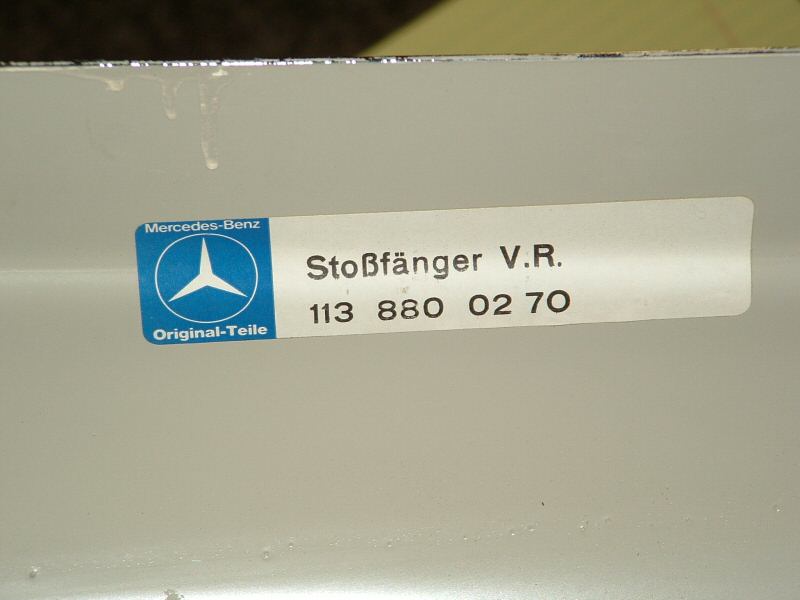 Mercedes-Benz
Original-Teile
Stoßfänger V.R.
113 880 02 70